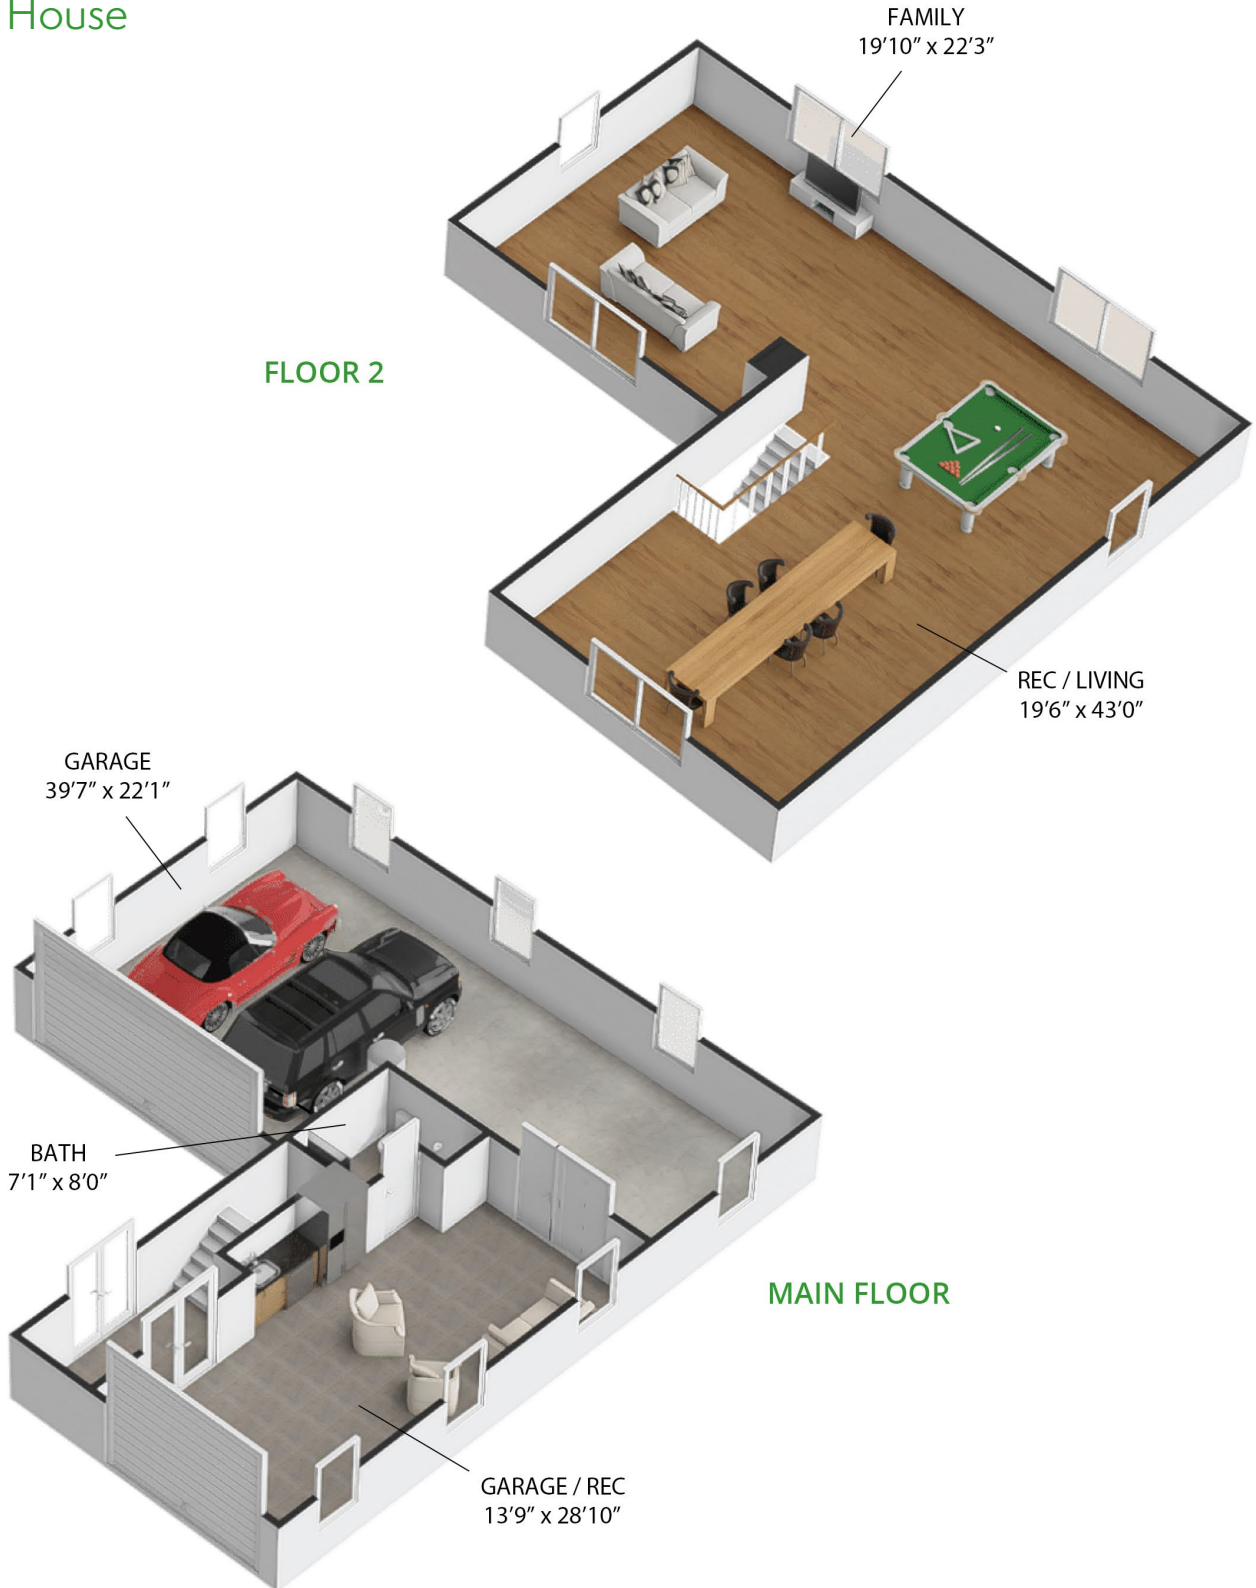 House
FAMILY
19’10” x 22’3”
FLOOR 2
REC / LIVING
19’6” x 43’0”
GARAGE
39’7” x 22’1”
BATH
7’1” x 8’0”
MAIN FLOOR
GARAGE / REC
13’9” x 28’10”